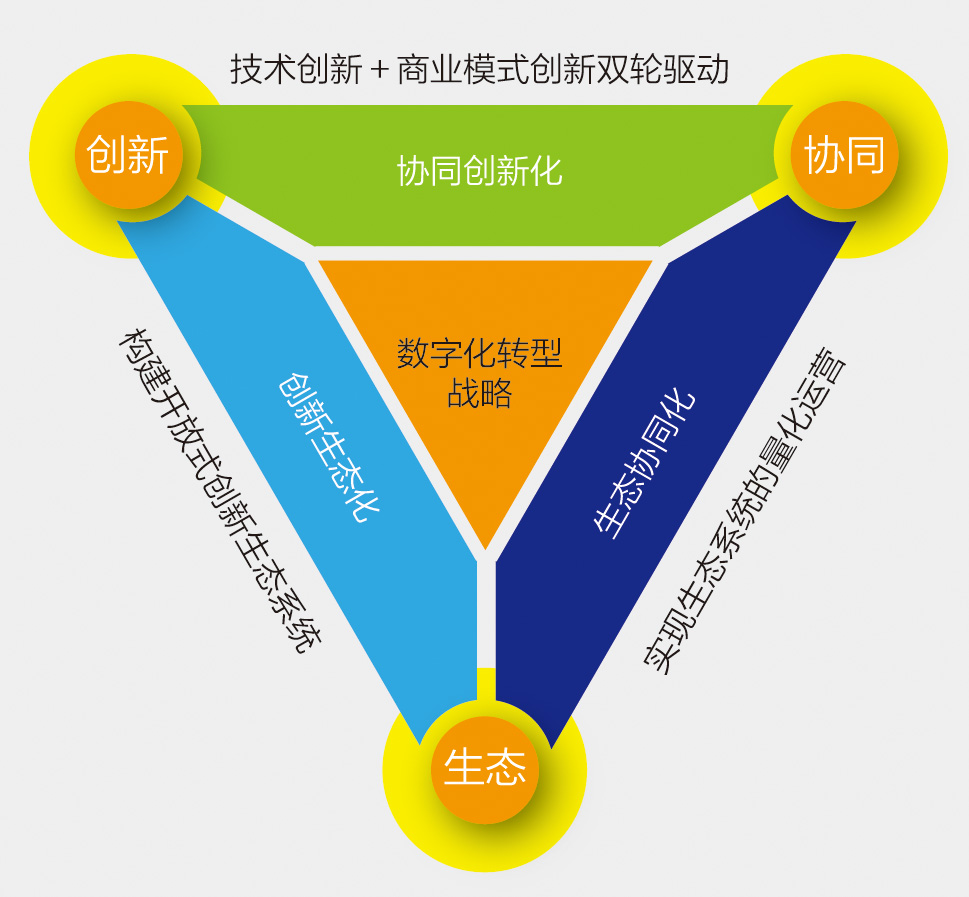 技术创新＋商业模式创新双轮驱动
创新
协同
协同创新化
数字化转型
战略
构建开放式创新生态系统
创新生态化
生态协同化
实现生态系统的量化运营
生态